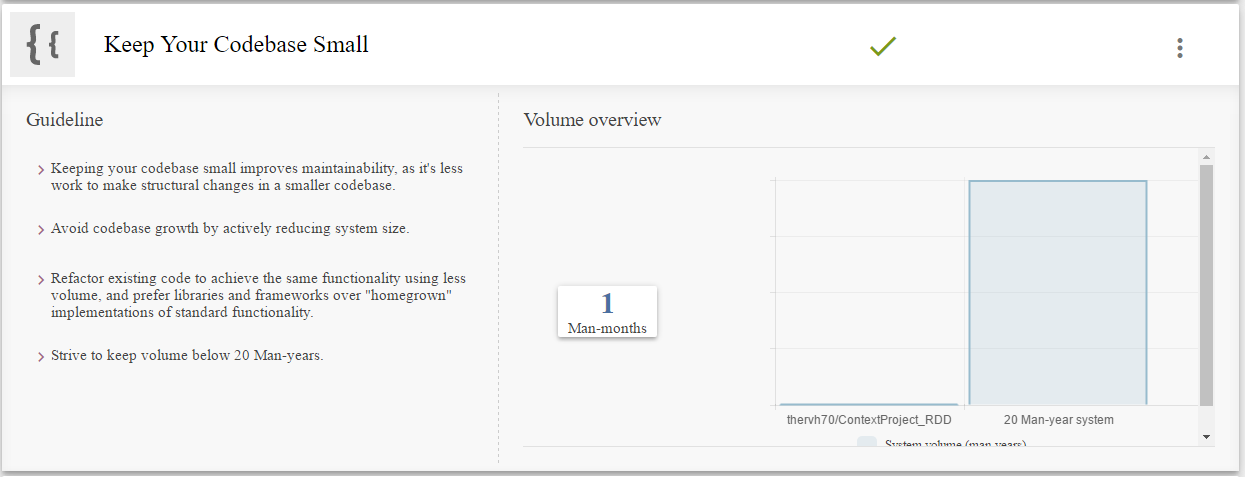 Keep Your Codebase Small
Guideline
Keeping your codebase small improves maintainability, as it's less
work to make structural changes in a smaller codebase.
Avoid codebase growth by actively reducing system size.
Refactor existing code to achieve the same functionality using less
volume, and prefer libraries and frameworks over "homegrown"
implementations of standard functionality.
Strive to keep volume below 20 Man-years.
Volume overview
1
Man-months
thervh70/ContextProject_RDD
20 Man-year system
System volume (man years)